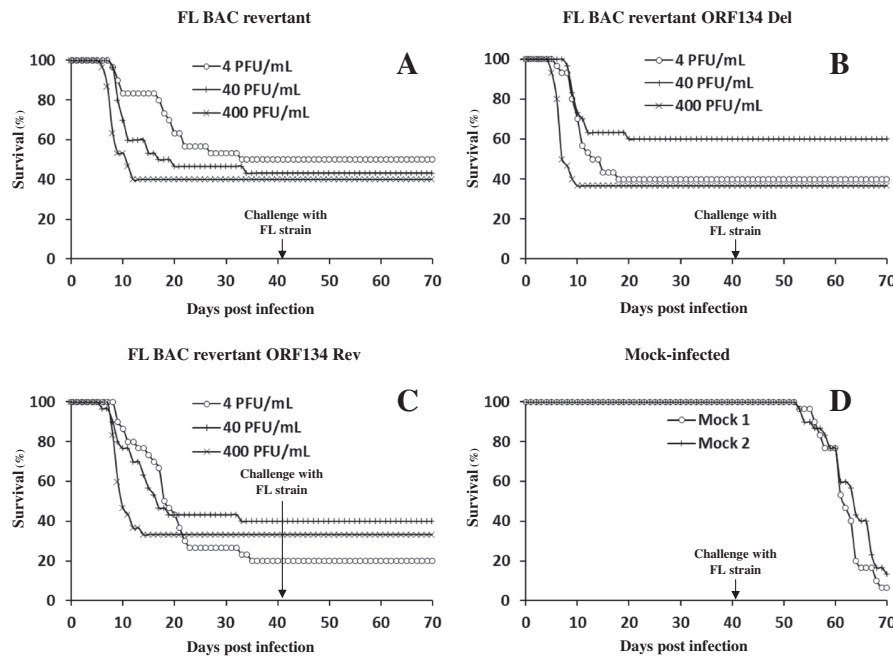 FL BAC revertant
A
4 PFU/mL
40 PFU/mL
400 PFU/mL
Survival (%)
100
80
60
40
20
0
Challenge with
FL strain
0 10 20 30 40 50 60 70
Days post infection
FL BAC revertant ORF134 Del
B
4 PFU/mL
40 PFU/mL
400 PFU/mL
Survival (%)
100
80
60
40
20
0
Challenge with
FL strain
0 10 20 30 40 50 60 70
Days post infection
FL BAC revertant ORF134 Rev
C
4 PFU/mL
40 PFU/mL
400 PFU/mL
Survival (%)
100
80
60
40
20
0
Challenge with
FL strain
0 10 20 30 40 50 60 70
Days post infection
Mock-infected
D
Mock 1
Mock 2
Survival (%)
100
80
60
40
20
0
Challenge with
FL strain
0 10 20 30 40 50 60 70
Days post infection